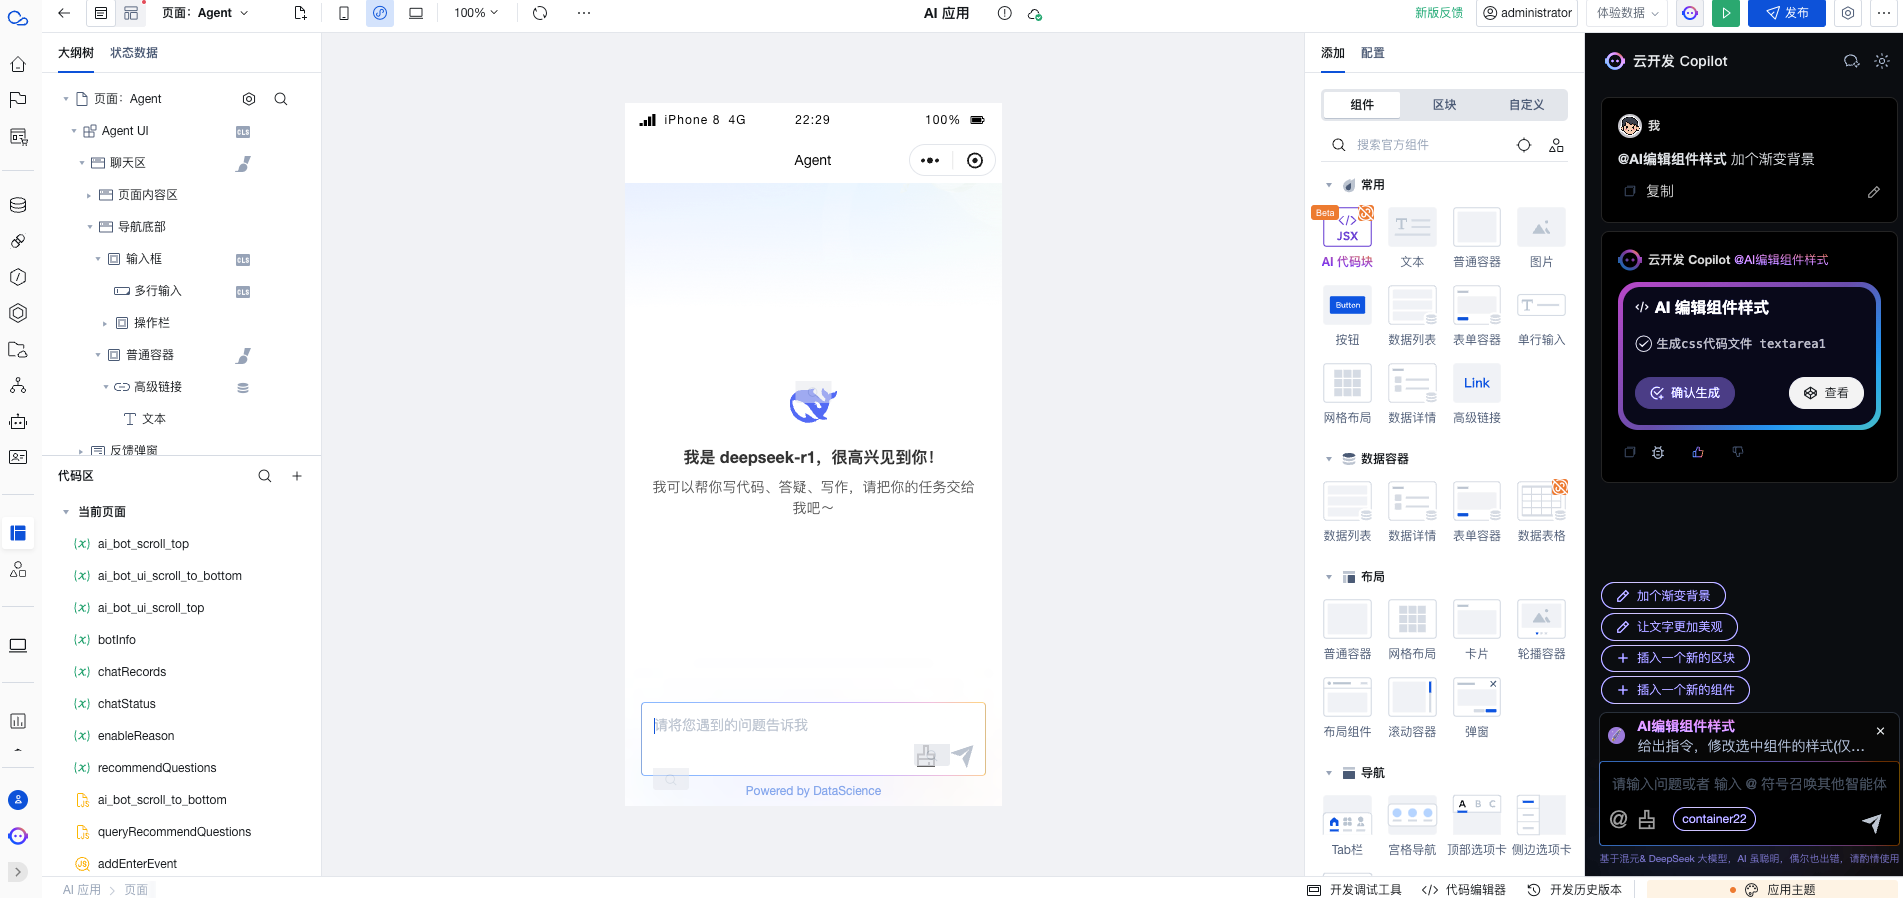 页面：Agent
100%
AI 应用
新版反馈
administrator
体验数据
发布
大纲树
状态数据
页面：Agent
Agent UI
CLS
聊天区
页面内容区
导航底部
输入框
CLS
多行输入
CLS
操作栏
普通容器
高级链接
文本
反馈弹窗
代码区
当前页面
(x) ai_bot_scroll_top
(x) ai_bot_ui_scroll_to_bottom
(x) ai_bot_ui_scroll_top
(x) botInfo
(x) chatRecords
(x) chatStatus
(x) enableReason
(x) recommendQuestions
JS ai_bot_scroll_to_bottom
JS queryRecommendQuestions
JS addEnterEvent
AI 应用
页面
iPhone 8 4G
22:29
100%
Agent
我是 deepseek-r1，很高兴见到你！
我可以帮你写代码、答疑、写作，请把你的任务交给
我吧～
请将您遇到的问题告诉我
Powered by DataScience
添加
配置
组件
区块
自定义
搜索官方组件
常用
Beta
</>
JSX
T
AI 代码块
文本
普通容器
图片
Button
T
按钮
数据列表
表单容器
单行输入
Link
网格布局
数据详情
高级链接
数据容器
数据列表
数据详情
表单容器
数据表格
布局
普通容器
网格布局
卡片
轮播容器
布局组件
滚动容器
弹窗
导航
A B C
Tab栏
宫格导航
顶部选项卡
侧边选项卡
云开发 Copilot
我
@AI编辑组件样式 加个渐变背景
复制
云开发 Copilot @AI编辑组件样式
</> AI 编辑组件样式
生成css代码文件 textarea1
确认生成
查看
加个渐变背景
让文字更加美观
插入一个新的区块
插入一个新的组件
AI编辑组件样式
给出指令，修改选中组件的样式(仅...
请输入问题或者 输入 @ 符号召唤其他智能体
@
container22
基于混元& DeepSeek 大模型，AI 虽聪明，偶尔也出错，请酌情使用
开发调试工具
</> 代码编辑器
开发历史版本
应用主题